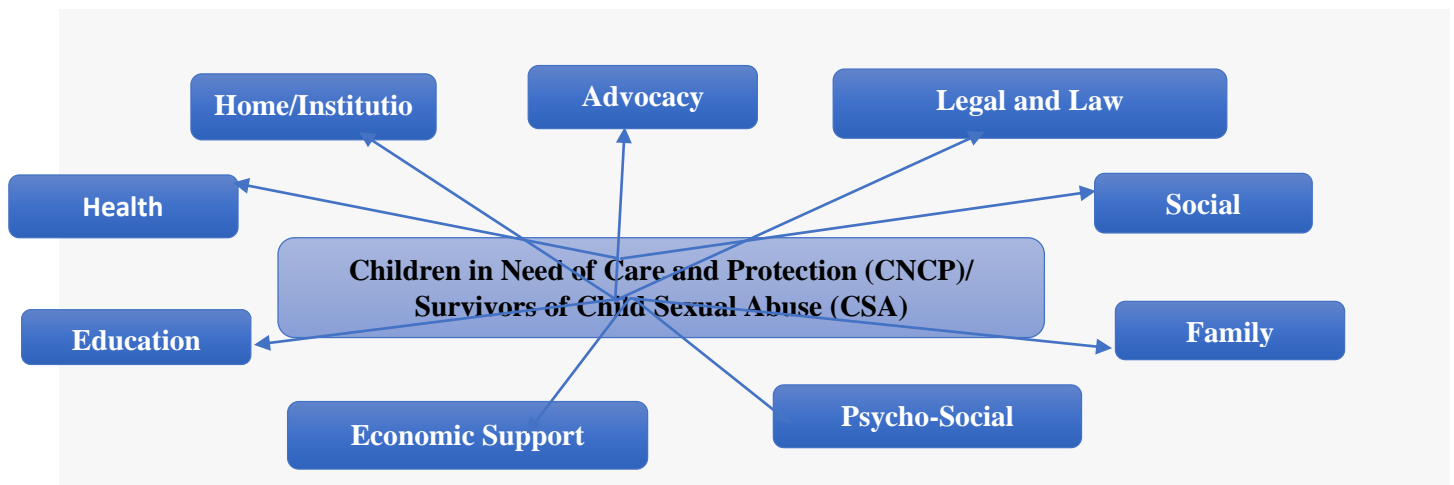 Home/Institutio
Advocacy
Legal and Law
Health
Social
Children in Need of Care and Protection (CNCP)/
Survivors of Child Sexual Abuse (CSA)
Education
Family
Economic Support
Psycho-Social